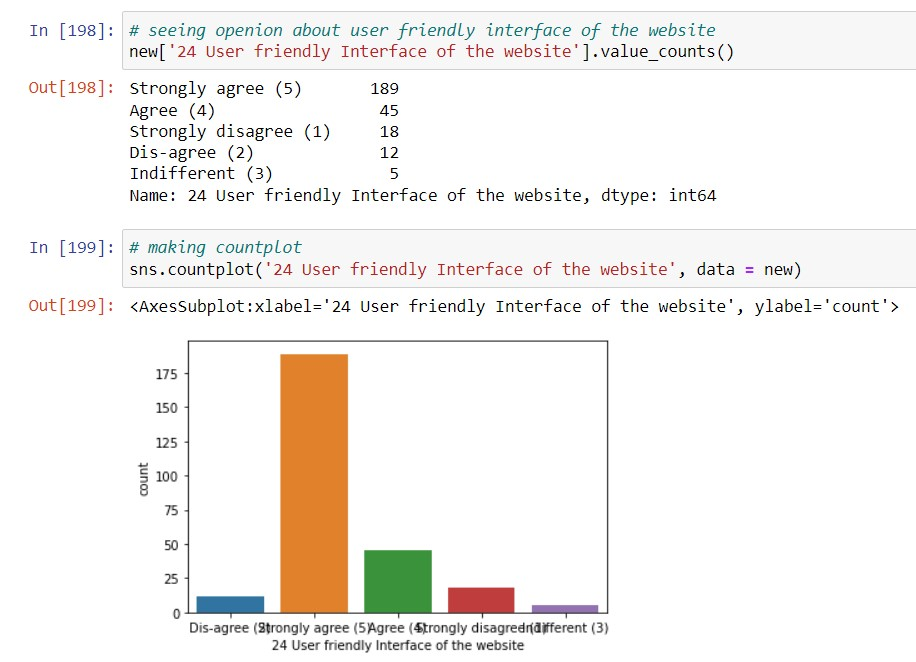 In [198]: # seeing openion about user friendly interface of the website
new['24 User friendly Interface of the website'].value_counts()
Out[198]: Strongly agree (5) 189
Agree (4) 45
Strongly disagree (1) 18
Dis-agree (2) 12
Indifferent (3) 5
Name: 24 User friendly Interface of the website, dtype: int64
In [199]: # making countplot
sns.countplot('24 User friendly Interface of the website', data = new)
Out[199]: <AxesSubplot:xlabel='24 User friendly Interface of the website', ylabel='count'>
175
150
125
100
75
50
25
0
count
Dis-agree (2) Strongly agree (5) Agree (4) Strongly disagree (1) Indifferent (3)
24 User friendly Interface of the website